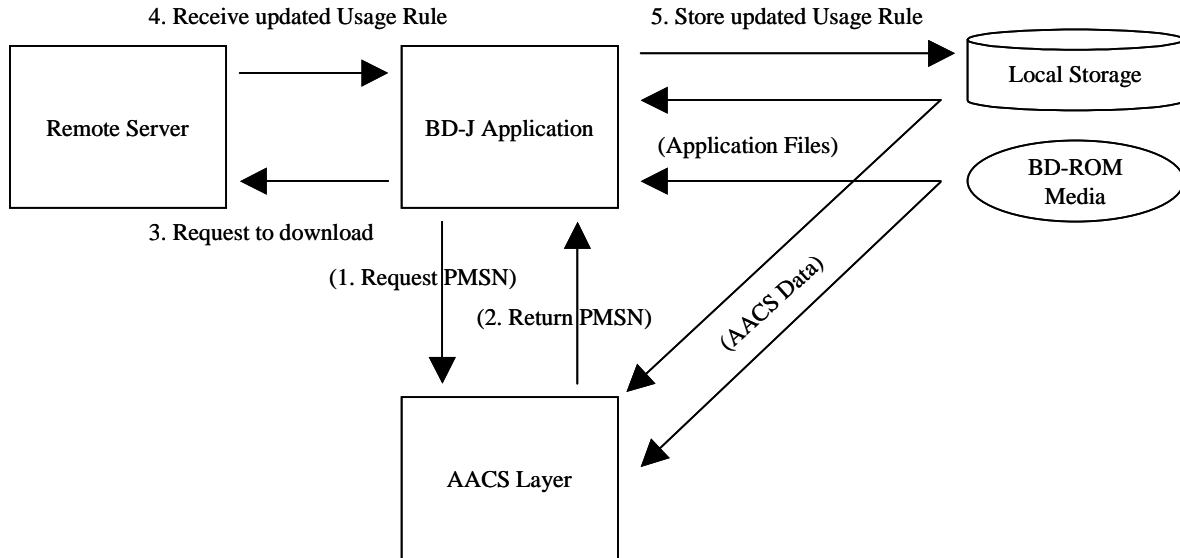 4. Receive updated Usage Rule
5. Store updated Usage Rule
Remote Server
BD-J Application
Local Storage
(Application Files)
BD-ROM
Media
3. Request to download
(1. Request PMSN)
(2. Return PMSN)
(AACS Data)
AACS Layer